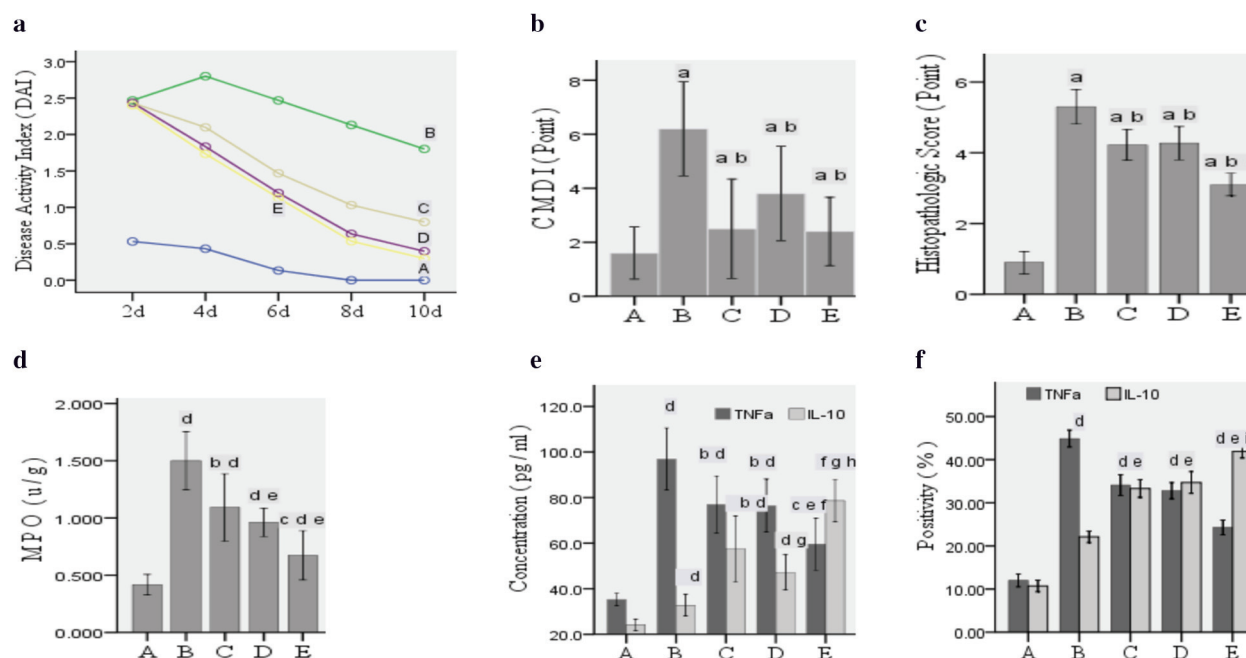 a
Disease Activity Index (DAI)
3.0
2.5
2.0
1.5
1.0
0.5
0.0
B
C
D
E
A
2d 4d 6d 8d 10d
b
CMDI (Point)
8
6
4
2
0
a
a b
a b
a b
A B C D E
c
Histopathologic Score (Point)
6
4
2
0
a
a b
a b
a b
A B C D E
d
MPO (u/g)
2.000
1.500
1.000
0.500
0.000
d
b d
d e
c d e
A B C D E
e
Concentration (pg/ml)
120.0
100.0
80.0
60.0
40.0
20.0
TNFa IL-10
d
d
b d
b d
b d
d g
c e f
f g h
A B C D E
f
Positivity (%)
50.00
40.00
30.00
20.00
10.00
0.00
TNFa IL-10
d
d e
d e
d e
A B C D E